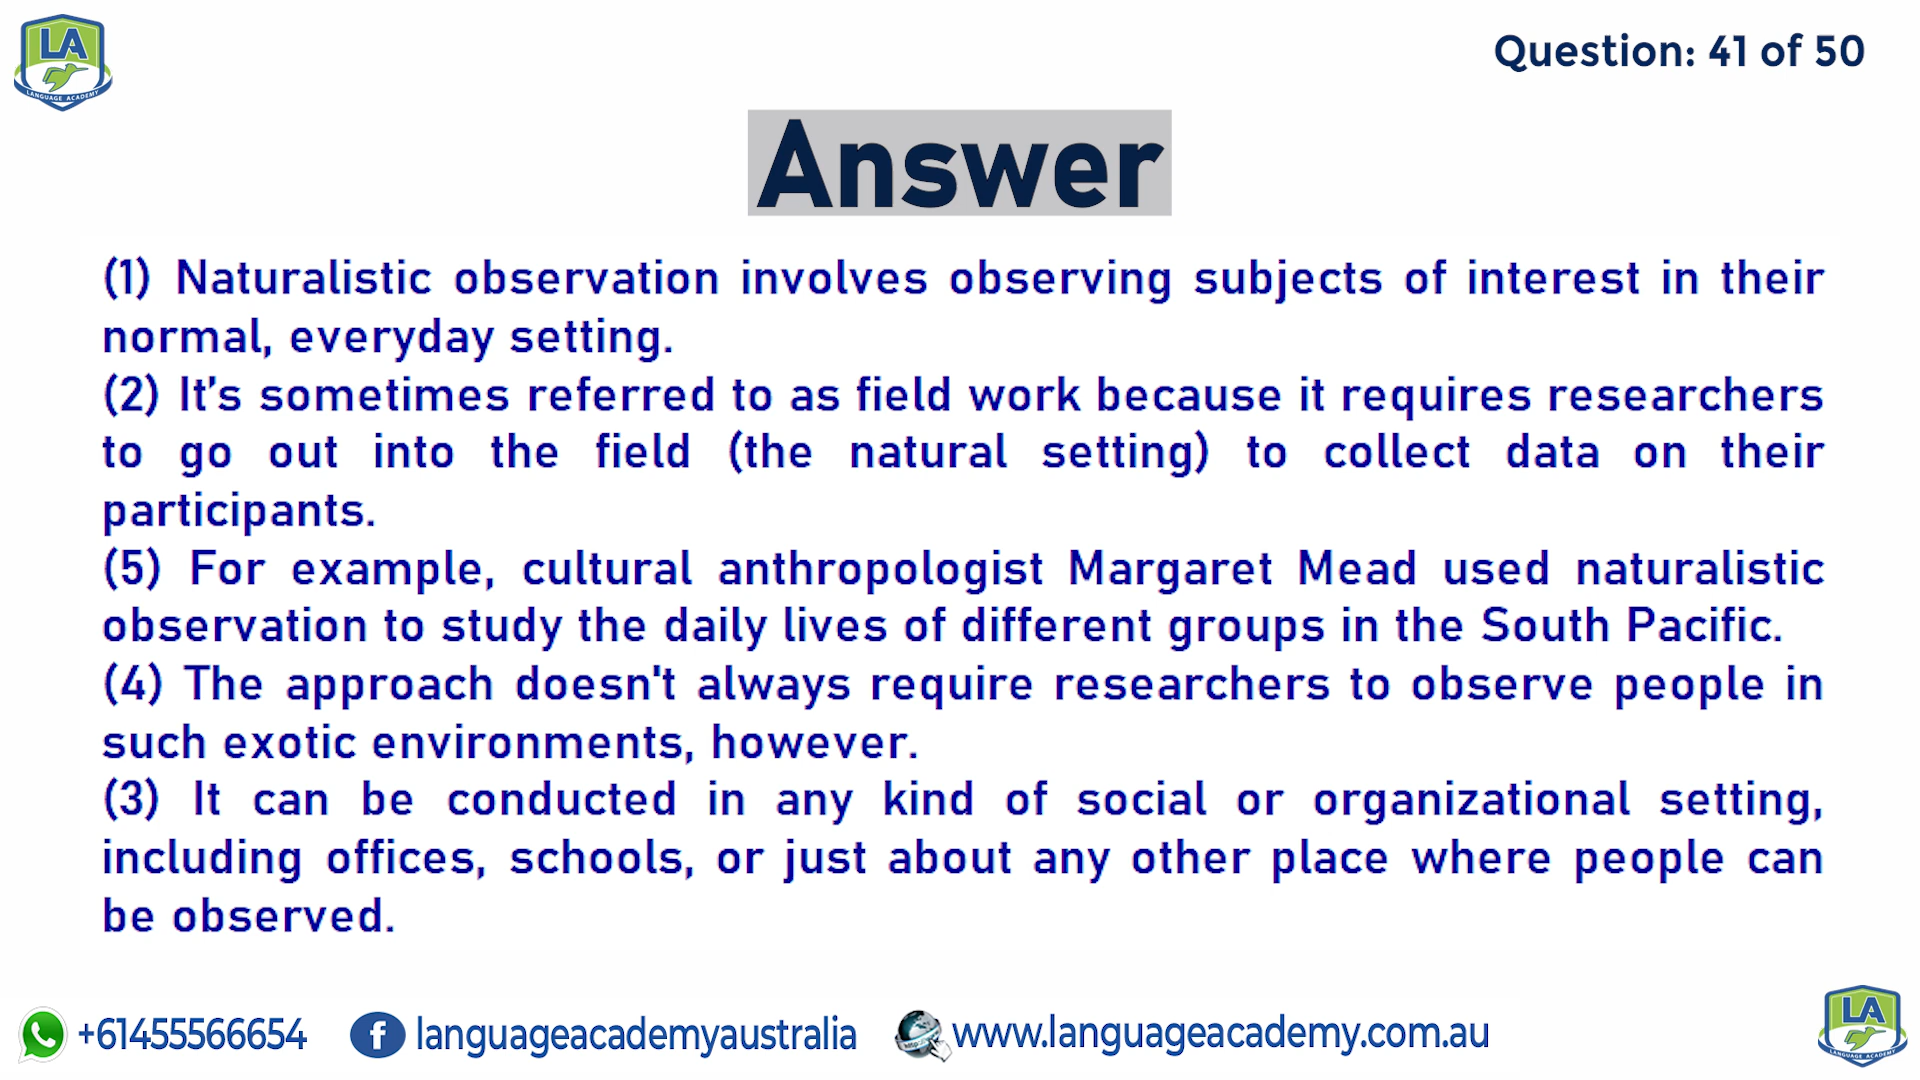 LA
LANGUAGE ACADEMY
Question: 41 of 50
Answer
(1) Naturalistic observation involves observing subjects of interest in their
normal, everyday setting.
(2) It’s sometimes referred to as field work because it requires researchers
to go out into the field (the natural setting) to collect data on their
participants.
(5) For example, cultural anthropologist Margaret Mead used naturalistic
observation to study the daily lives of different groups in the South Pacific.
(4) The approach doesn't always require researchers to observe people in
such exotic environments, however.
(3) It can be conducted in any kind of social or organizational setting,
including offices, schools, or just about any other place where people can
be observed.
+61455566654
f languageacademyaustralia
http:// www.languageacademy.com.au
LA
LANGUAGE ACADEMY